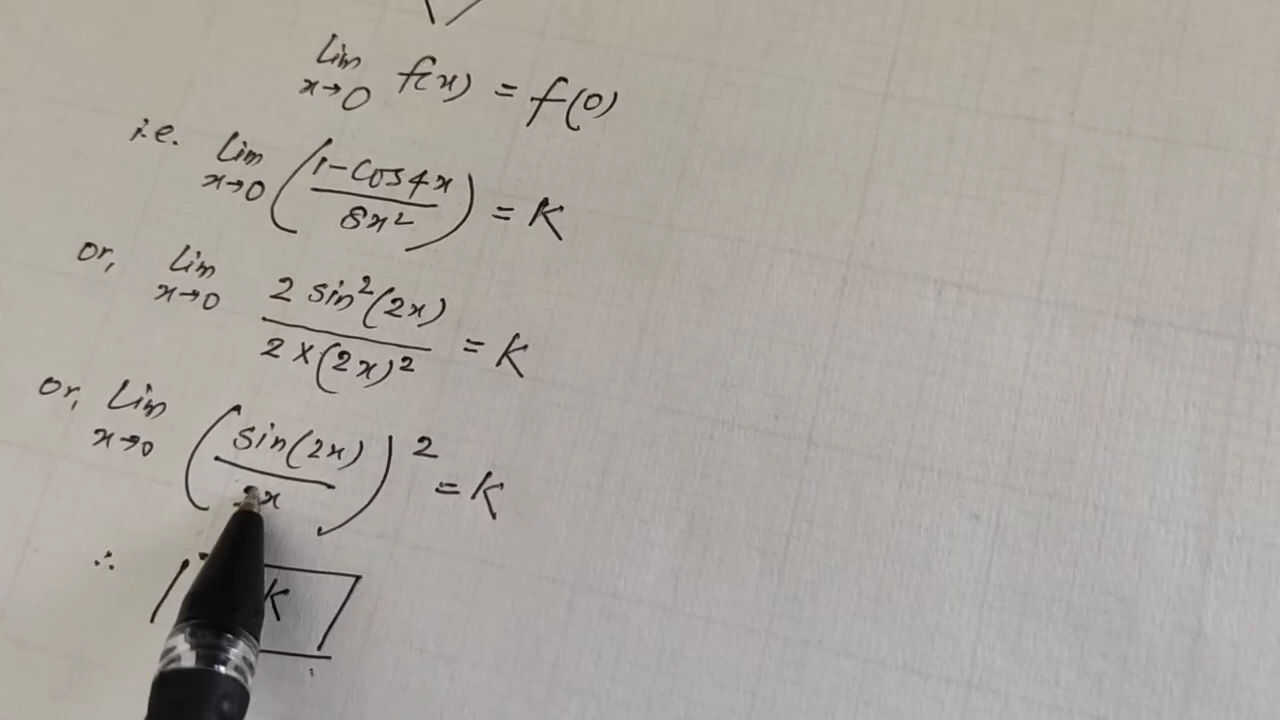 lim x→0 f(x) = f(0)
i.e. lim x→0 (1-cos4x / 8x²) = K
or, lim x→0 2 sin²(2x) / 2×(2x)² = K
or, lim x→0 (sin(2x) / 2x)² = K
∴ K